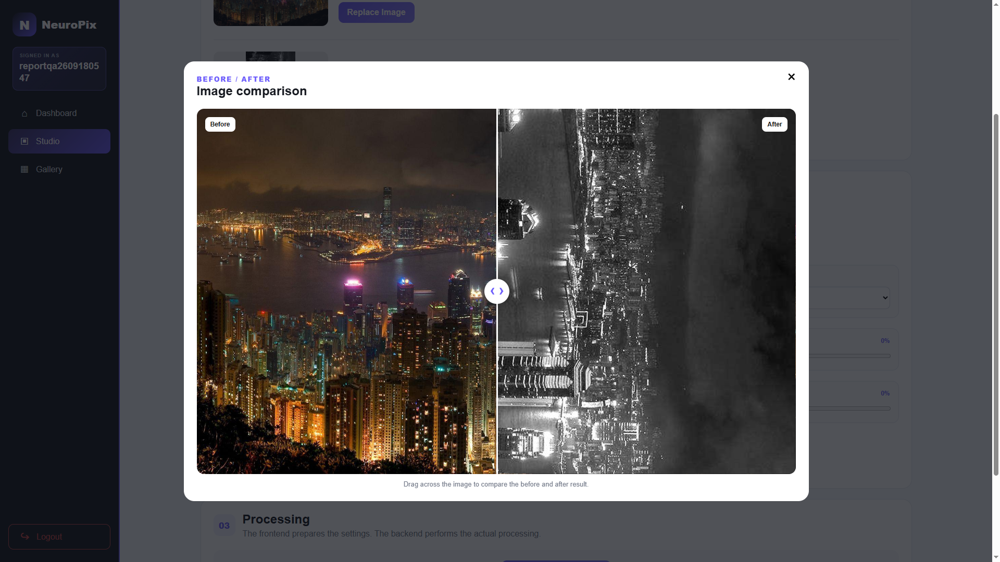 N NeuroPix
SIGNED IN AS
reportqa26091805
47
Dashboard
Studio
Gallery
Logout
Replace Image
BEFORE / AFTER
Image comparison
×
Before
After
Drag across the image to compare the before and after result.
0%
0%
03
Processing
The frontend prepares the settings. The backend performs the actual processing.